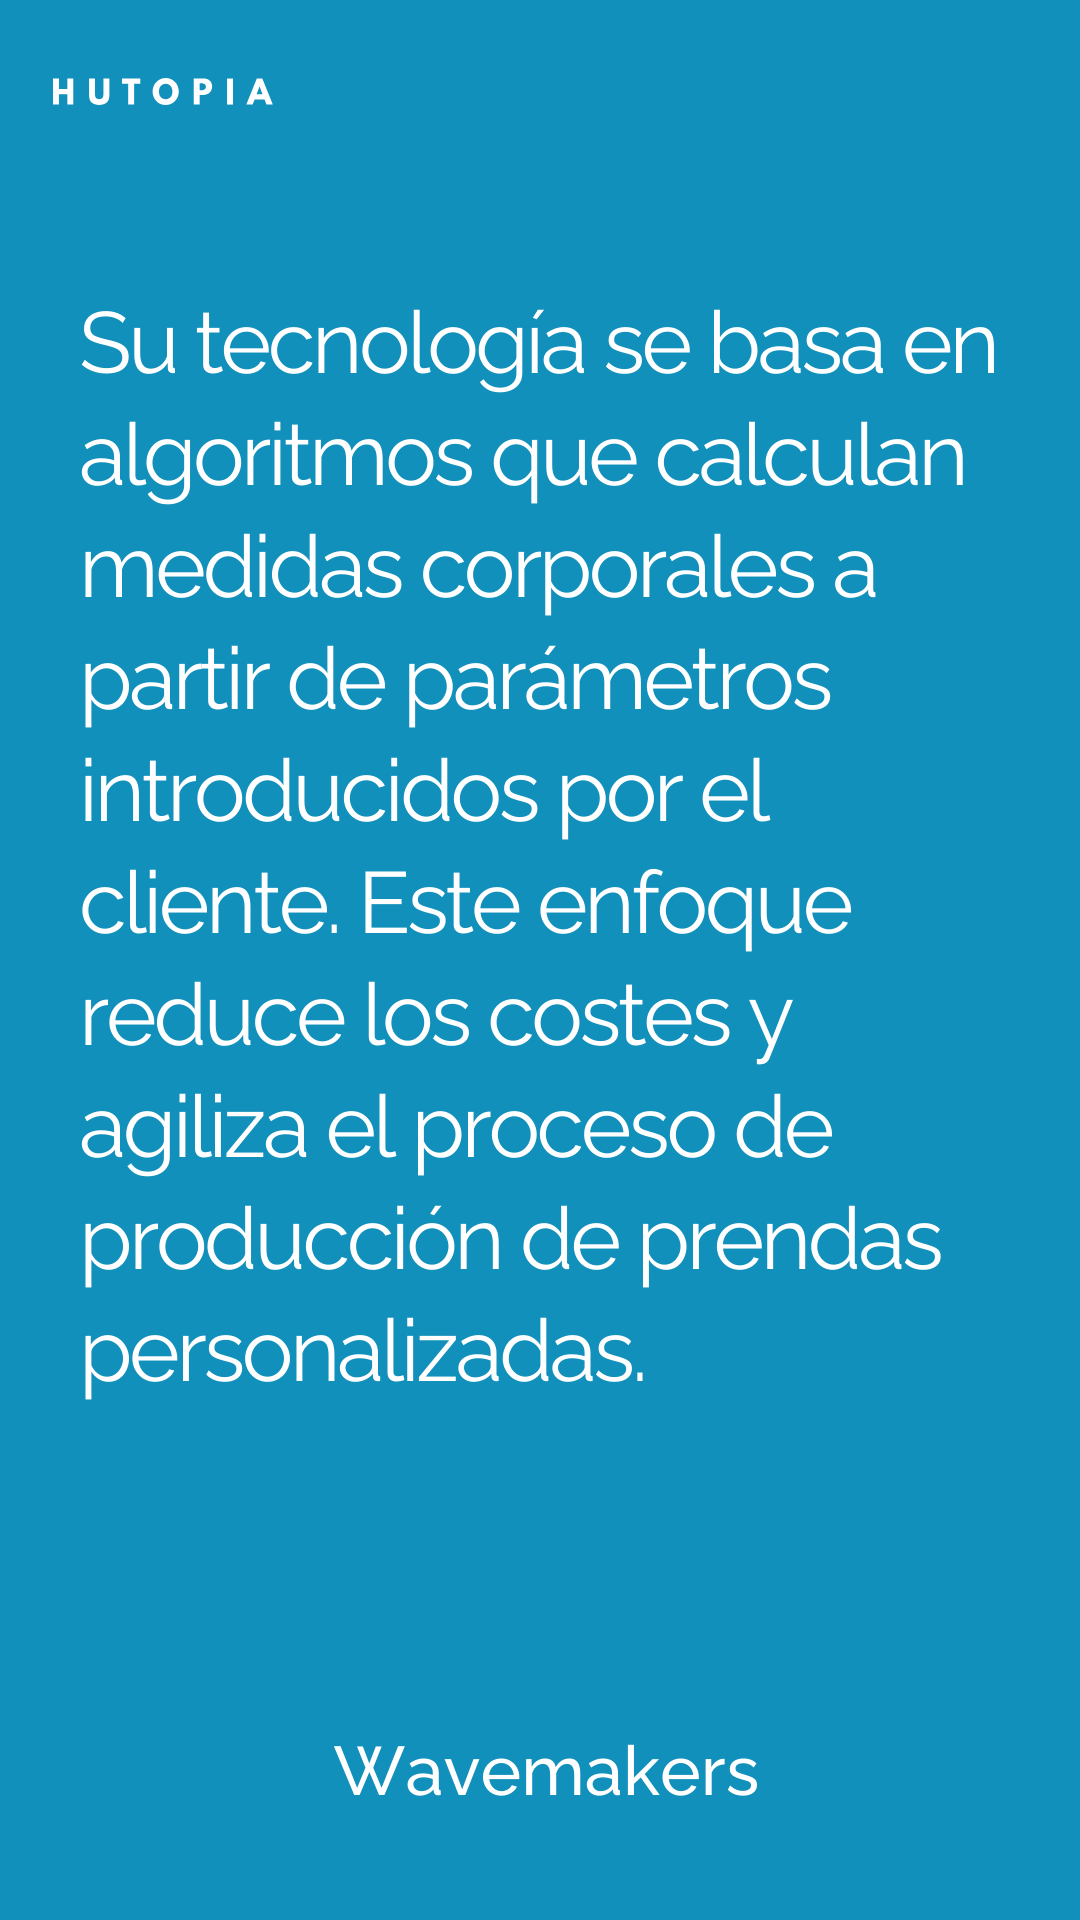 HUTOPIA
Su tecnología se basa en
algoritmos que calculan
medidas corporales a
partir de parámetros
introducidos por el
cliente. Este enfoque
reduce los costes y
agiliza el proceso de
producción de prendas
personalizadas.
Wavemakers